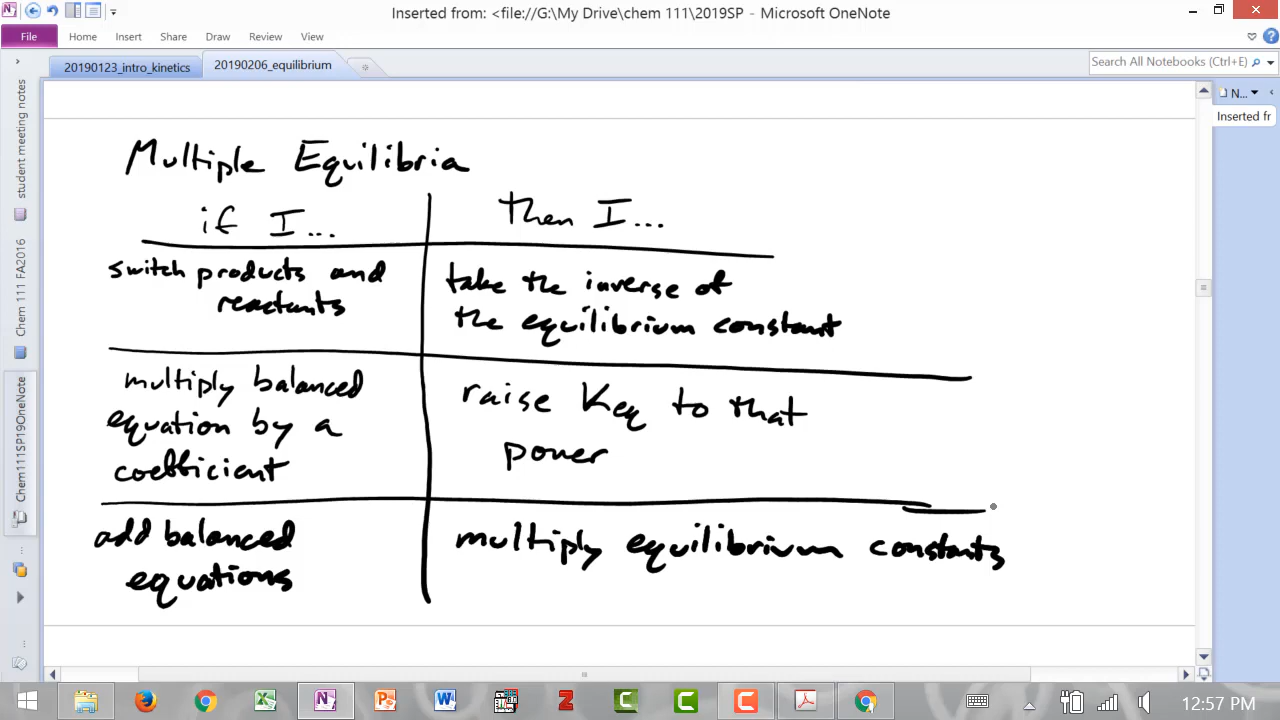 Inserted from: <file://G:\My Drive\chem 111\2019SP - Microsoft OneNote
File Home Insert Share Draw Review View
20190123_intro_kinetics 20190206_equilibrium
Search All Notebooks (Ctrl+E)
N...
Inserted fr
student meeting notes
Chem 111 FA2016
Chem111SP19OneNote
Multiple Equilibria
if I... then I...
switch products and reactants
take the inverse of the equilibrium constant
multiply balanced equation by a coefficient
raise Keq to that power
add balanced equations
multiply equilibrium constants
12:57 PM